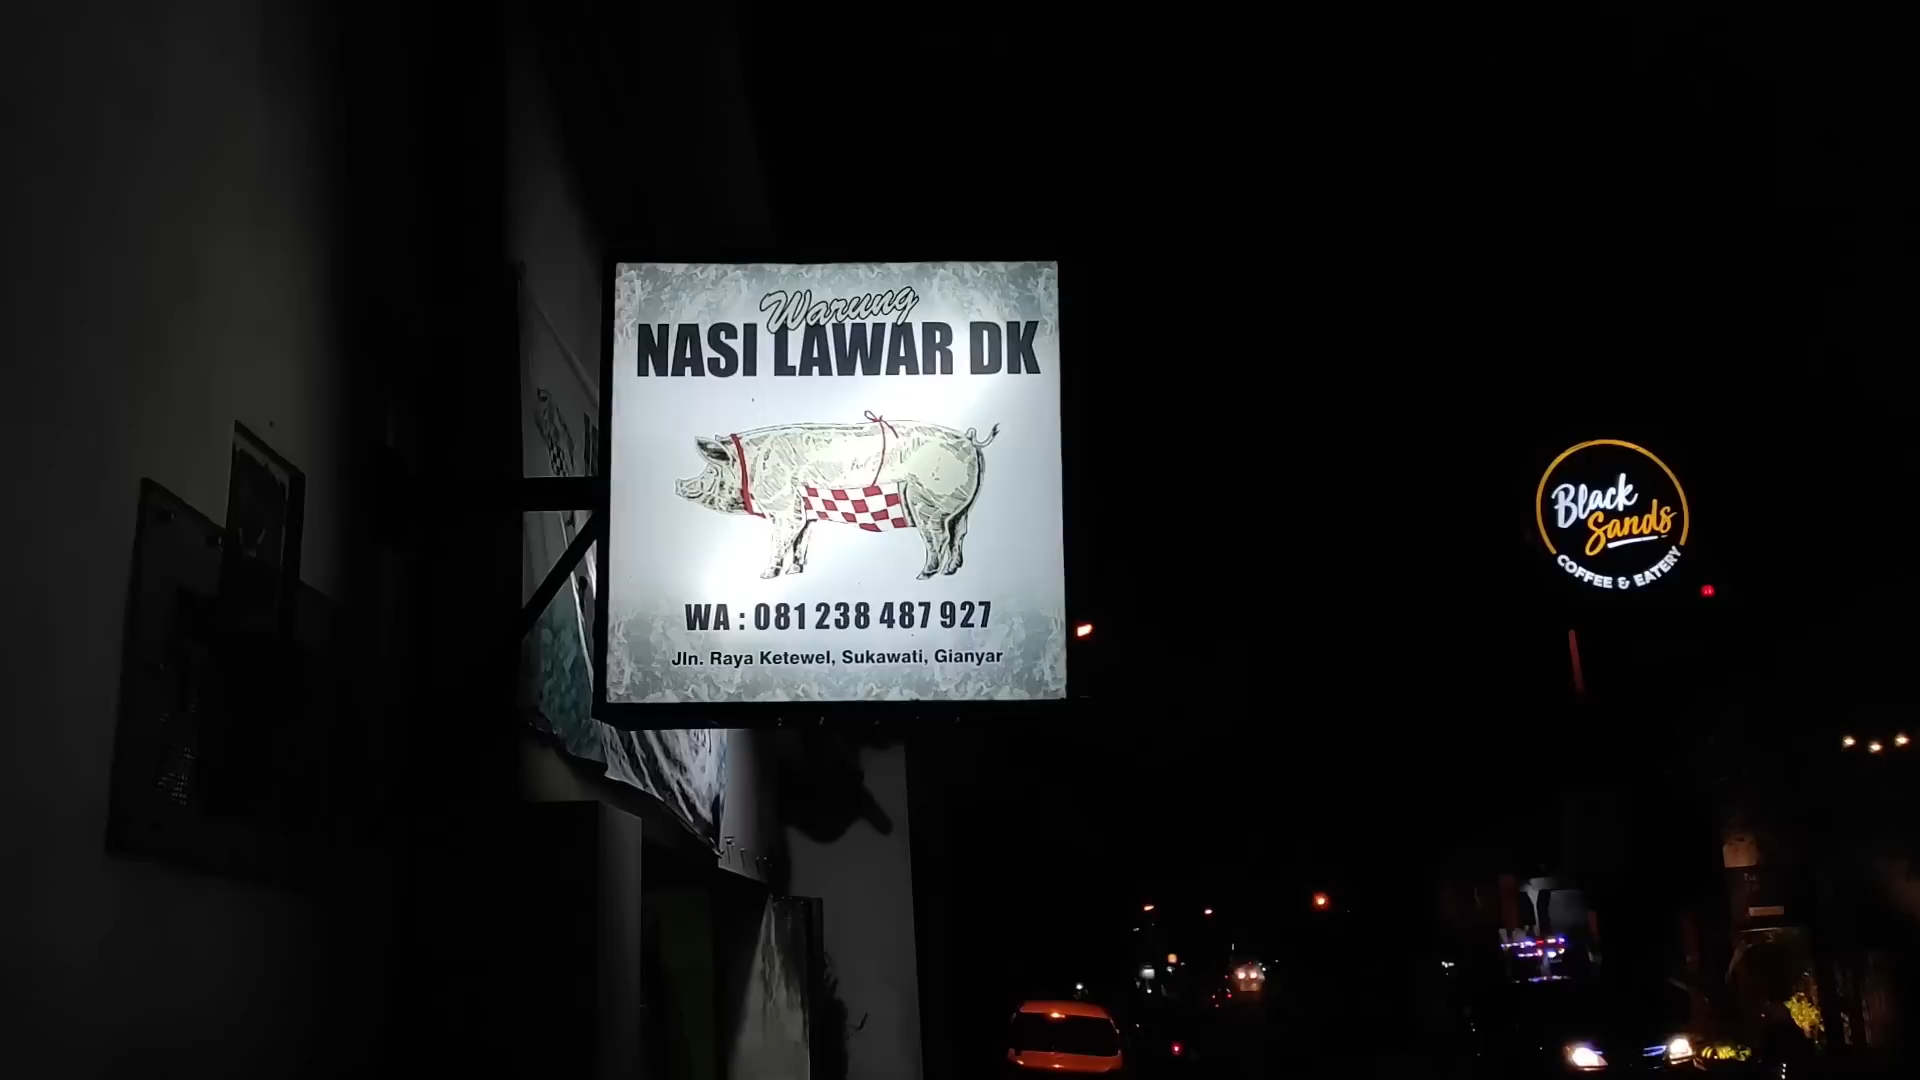 Warung
NASI LAWAR DK
WA : 081 238 487 927
Jln. Raya Ketewel, Sukawati, Gianyar
Black
Sands
COFFEE & EATERY